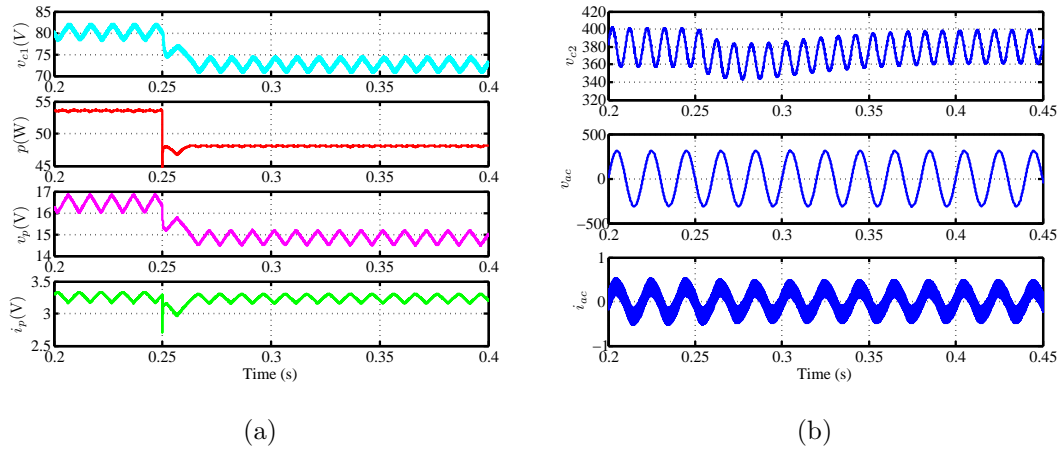 85
80
75
70
v_{c1}(V)
0.2 0.25 0.3 0.35 0.4
55
50
45
p(W)
0.2 0.25 0.3 0.35 0.4
17
16
15
14
v_p(V)
0.2 0.25 0.3 0.35 0.4
3.5
3
2.5
i_p(V)
0.2 0.25 0.3 0.35 0.4
Time (s)
(a)
420
400
380
360
340
320
v_{c2}
0.2 0.25 0.3 0.35 0.4 0.45
500
0
−500
v_{ac}
0.2 0.25 0.3 0.35 0.4 0.45
1
0
−1
i_{ac}
0.2 0.25 0.3 0.35 0.4 0.45
Time (s)
(b)